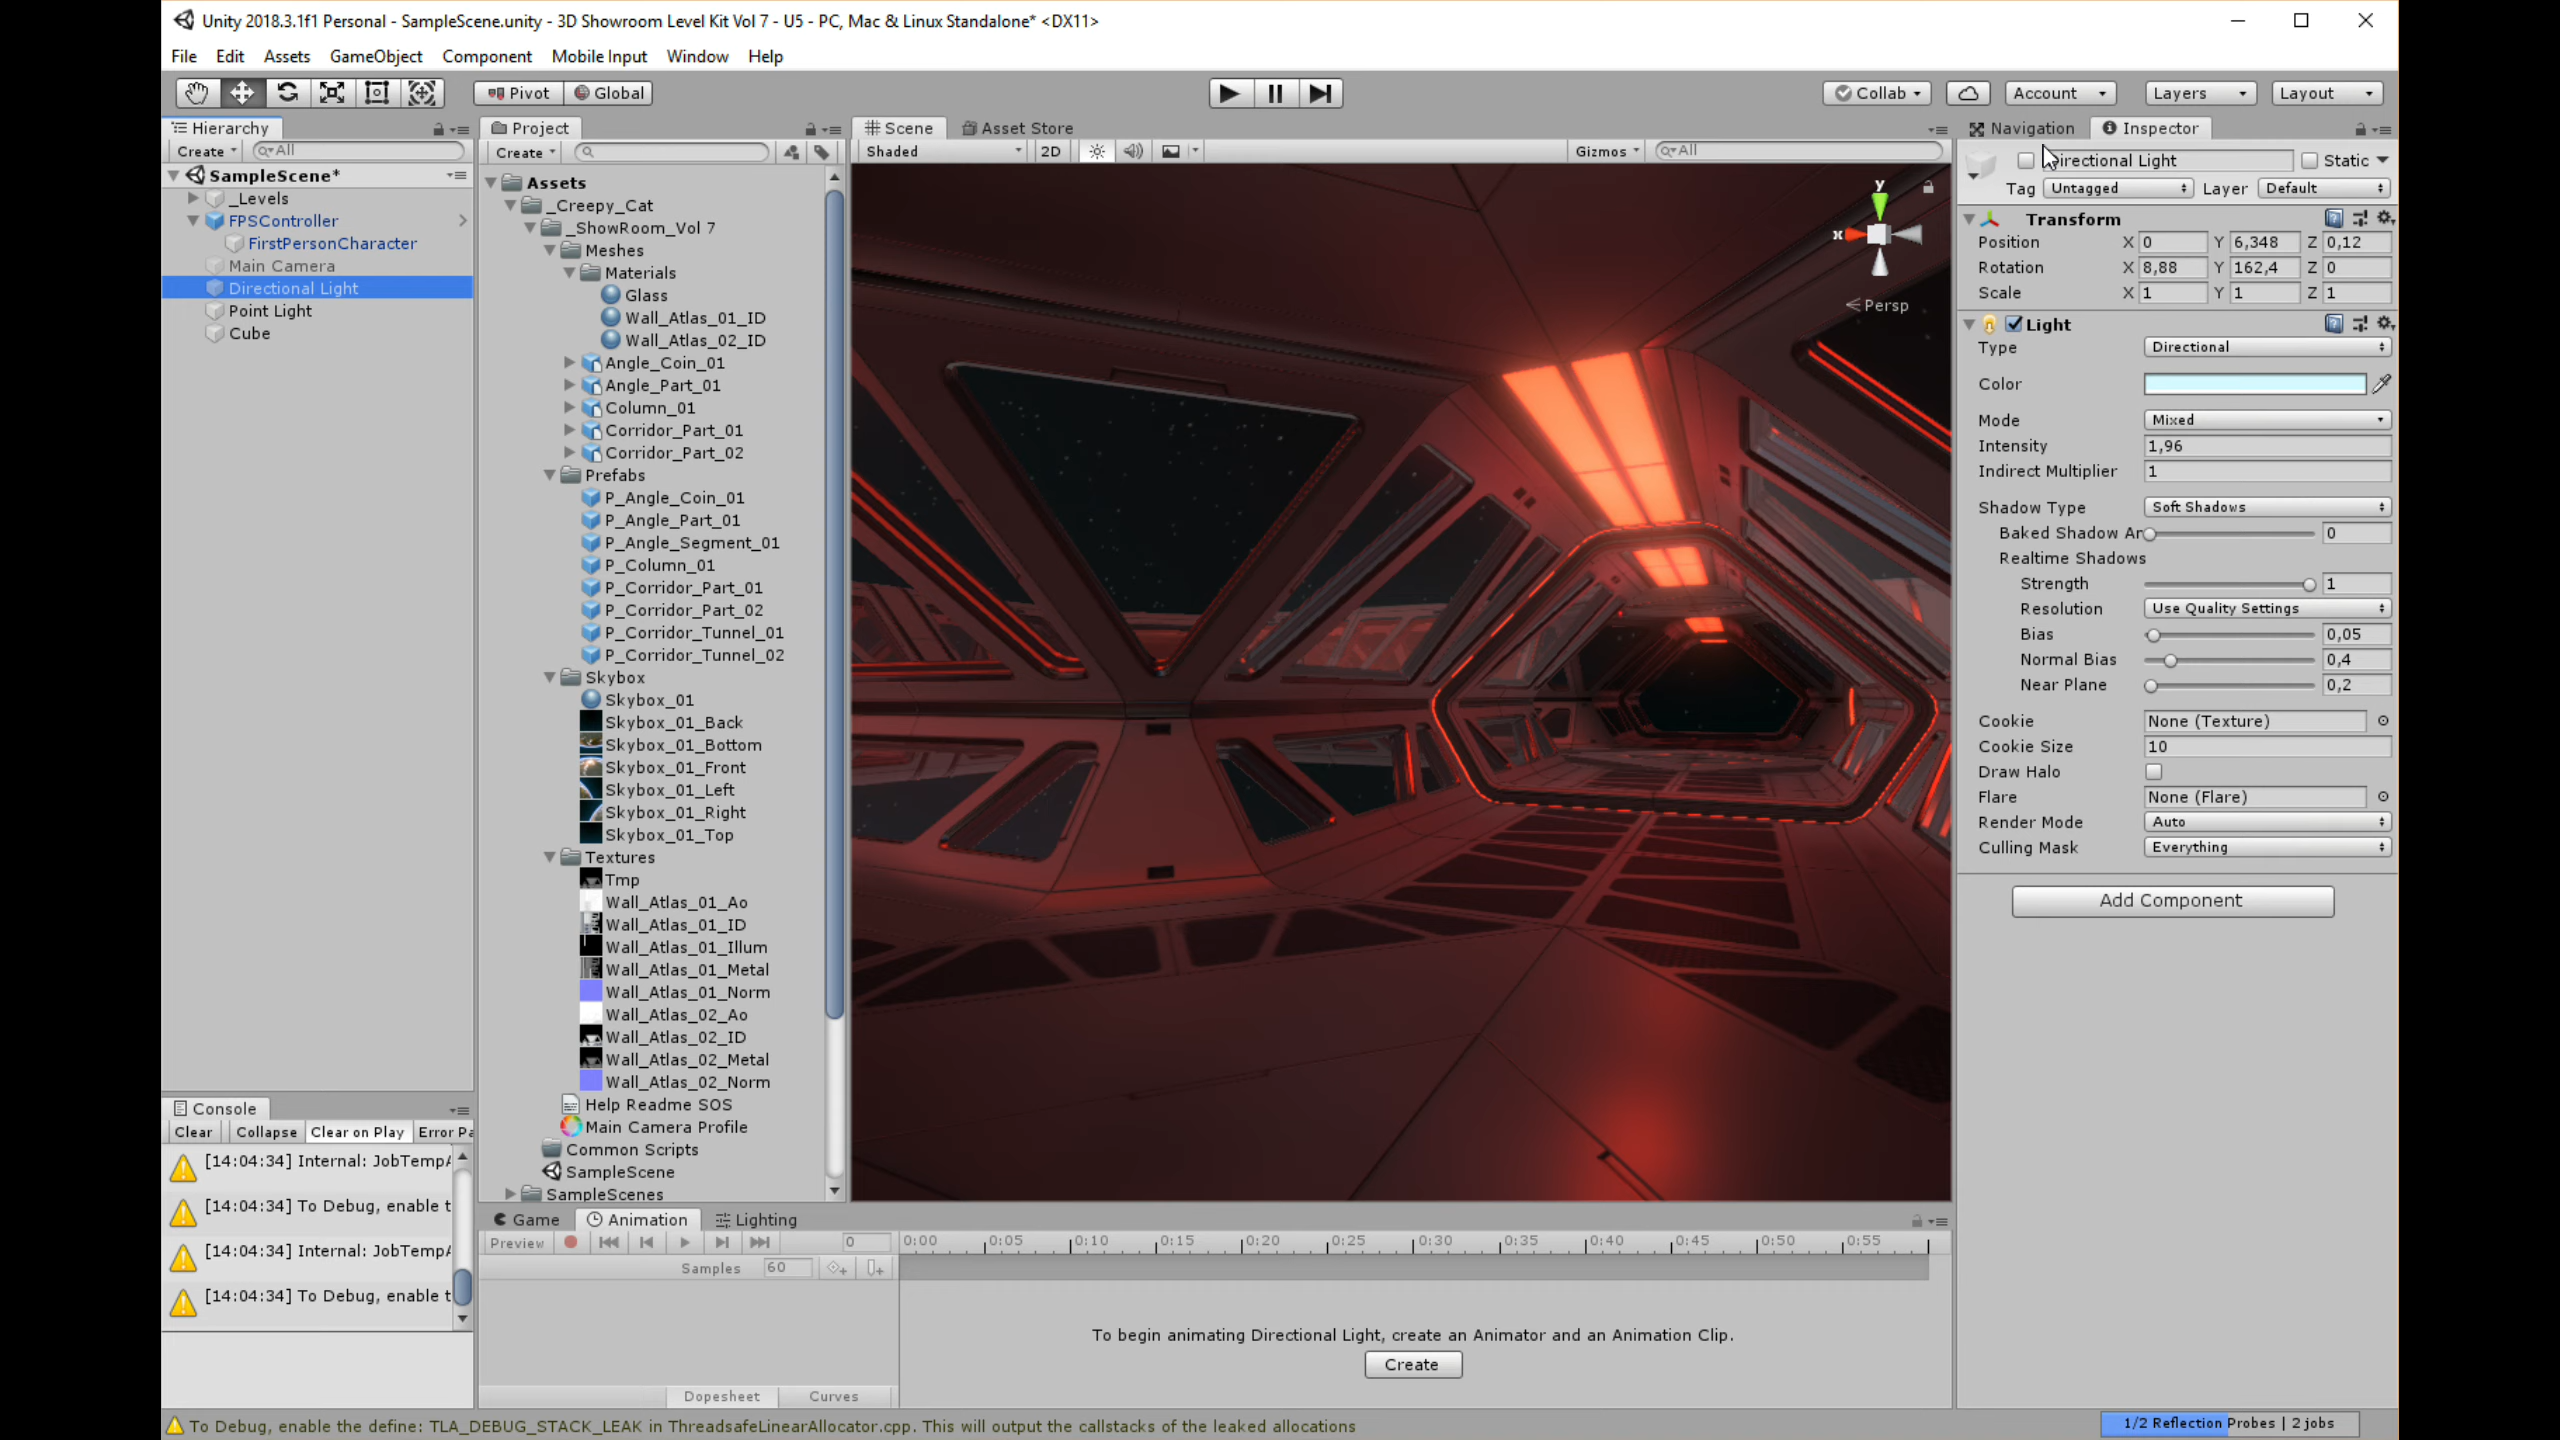 Unity 2018.3.1f1 Personal - SampleScene.unity - 3D Showroom Level Kit Vol 7 - U5 - PC, Mac & Linux Standalone* <DX11>
File Edit Assets GameObject Component Mobile Input Window Help
Pivot Global Collab Account Layers Layout
Hierarchy
Create All
SampleScene*
_Levels
FPSController
FirstPersonCharacter
Main Camera
Directional Light
Point Light
Cube
Project
Create
Assets
_Creepy_Cat
_ShowRoom_Vol 7
Meshes
Materials
Glass
Wall_Atlas_01_ID
Wall_Atlas_02_ID
Angle_Coin_01
Angle_Part_01
Column_01
Corridor_Part_01
Corridor_Part_02
Prefabs
P_Angle_Coin_01
P_Angle_Part_01
P_Angle_Segment_01
P_Column_01
P_Corridor_Part_01
P_Corridor_Part_02
P_Corridor_Tunnel_01
P_Corridor_Tunnel_02
Skybox
Skybox_01
Skybox_01_Back
Skybox_01_Bottom
Skybox_01_Front
Skybox_01_Left
Skybox_01_Right
Skybox_01_Top
Textures
Tmp
Wall_Atlas_01_Ao
Wall_Atlas_01_ID
Wall_Atlas_01_Illum
Wall_Atlas_01_Metal
Wall_Atlas_01_Norm
Wall_Atlas_02_Ao
Wall_Atlas_02_ID
Wall_Atlas_02_Metal
Wall_Atlas_02_Norm
Help Readme SOS
Main Camera Profile
Common Scripts
SampleScene
SampleScenes
Scene Asset Store
Shaded 2D Gizmos All
y
x
Persp
Navigation Inspector
Directional Light Static
Tag Untagged Layer Default
Transform
Position X 0 Y 6,348 Z 0,12
Rotation X 8,88 Y 162,4 Z 0
Scale X 1 Y 1 Z 1
Light
Type Directional
Color
Mode Mixed
Intensity 1,96
Indirect Multiplier 1
Shadow Type Soft Shadows
Baked Shadow An 0
Realtime Shadows
Strength 1
Resolution Use Quality Settings
Bias 0,05
Normal Bias 0,4
Near Plane 0,2
Cookie None (Texture)
Cookie Size 10
Draw Halo
Flare None (Flare)
Render Mode Auto
Culling Mask Everything
Add Component
Console
Clear Collapse Clear on Play Error Pa
[14:04:34] Internal: JobTempA
[14:04:34] To Debug, enable t
[14:04:34] Internal: JobTempA
[14:04:34] To Debug, enable t
Game Animation Lighting
Preview 0 0:00 0:05 0:10 0:15 0:20 0:25 0:30 0:35 0:40 0:45 0:50 0:55
Samples 60
To begin animating Directional Light, create an Animator and an Animation Clip.
Create
Dopesheet Curves
To Debug, enable the define: TLA_DEBUG_STACK_LEAK in ThreadsafeLinearAllocator.cpp. This will output the callstacks of the leaked allocations
1/2 Reflection Probes | 2 jobs